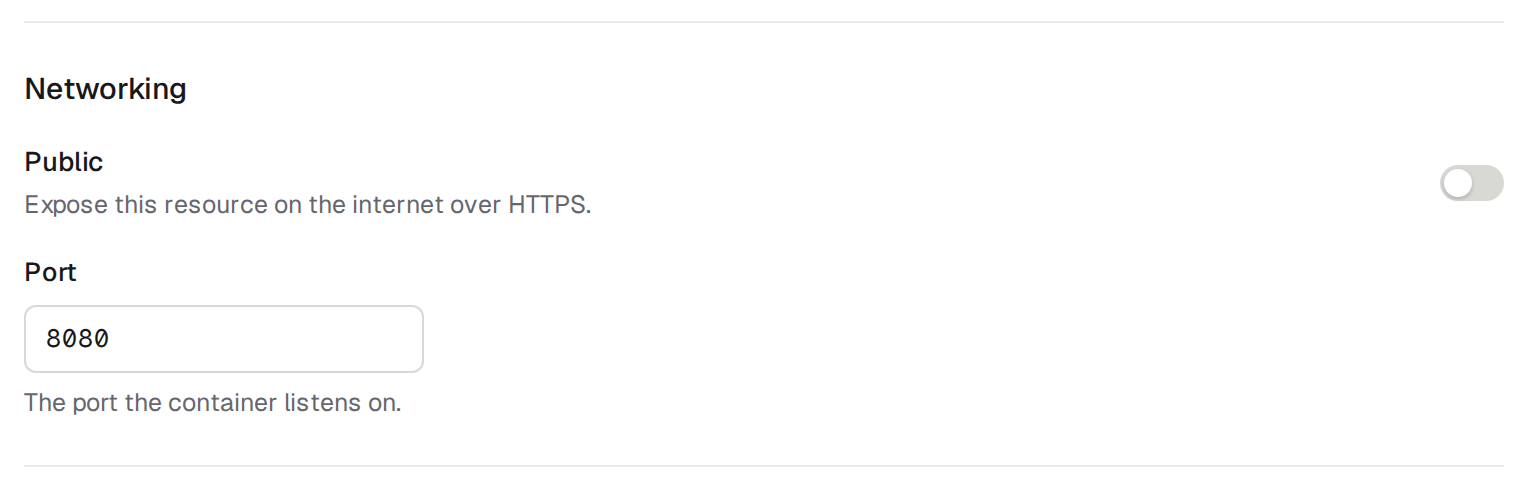 Networking
Public
Expose this resource on the internet over HTTPS.
Port
8080
The port the container listens on.